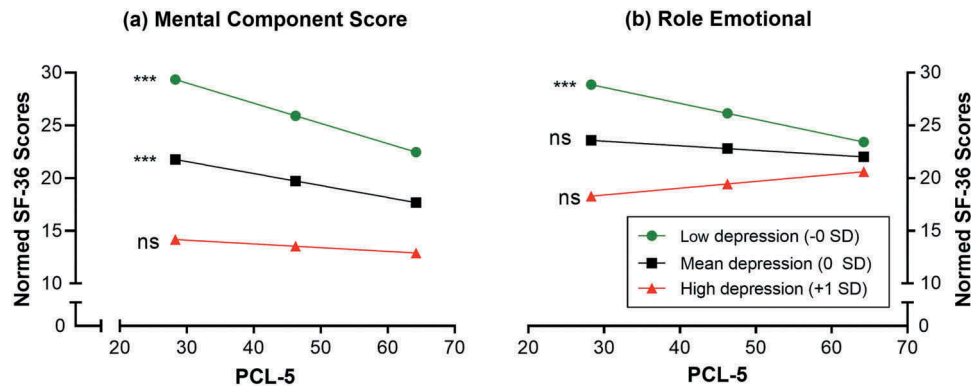 (a) Mental Component Score
Normed SF-36 Scores
30
25
20
15
10
0
***
***
ns
20 30 40 50 60 70
PCL-5
(b) Role Emotional
***
ns
ns
Low depression (-0 SD)
Mean depression (0 SD)
High depression (+1 SD)
20 30 40 50 60 70
PCL-5
30
25
20
15
10
0
Normed SF-36 Scores